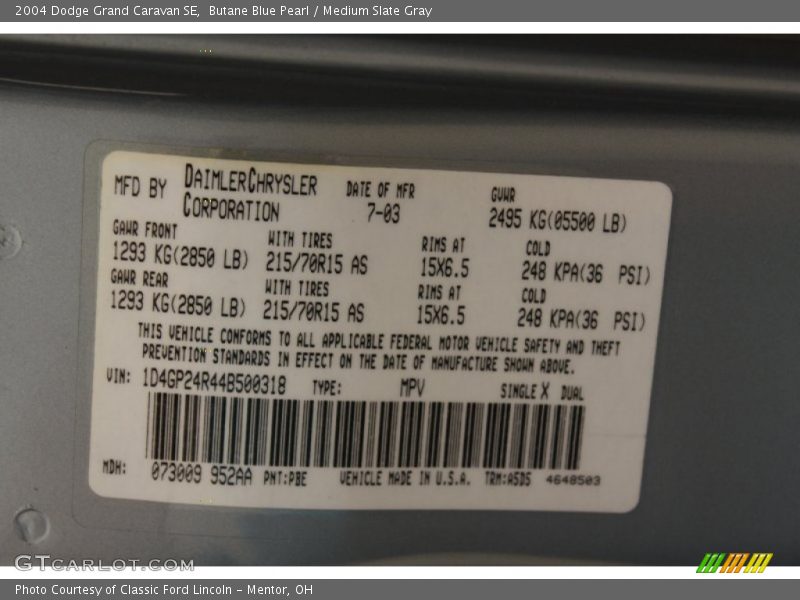 2004 Dodge Grand Caravan SE,  Butane Blue Pearl / Medium Slate Gray
MFD BY DAIMLERCHRYSLER CORPORATION
DATE OF MFR 7-03
GVWR 2495 KG(05500 LB)
GAWR FRONT WITH TIRES RIMS AT COLD
1293 KG(2850 LB) 215/70R15 AS 15X6.5 248 KPA(36 PSI)
GAWR REAR WITH TIRES RIMS AT COLD
1293 KG(2850 LB) 215/70R15 AS 15X6.5 248 KPA(36 PSI)
THIS VEHICLE CONFORMS TO ALL APPLICABLE FEDERAL MOTOR VEHICLE SAFETY AND THEFT
PREVENTION STANDARDS IN EFFECT ON THE DATE OF MANUFACTURE SHOWN ABOVE.
VIN: 1D4GP24R44B500318 TYPE: MPV SINGLE X DUAL
MDH: 073009 952AA PNT:PBE VEHICLE MADE IN U.S.A. TRM:A5DS 4648503
GTCARLOT.COM
Photo Courtesy of Classic Ford Lincoln - Mentor, OH